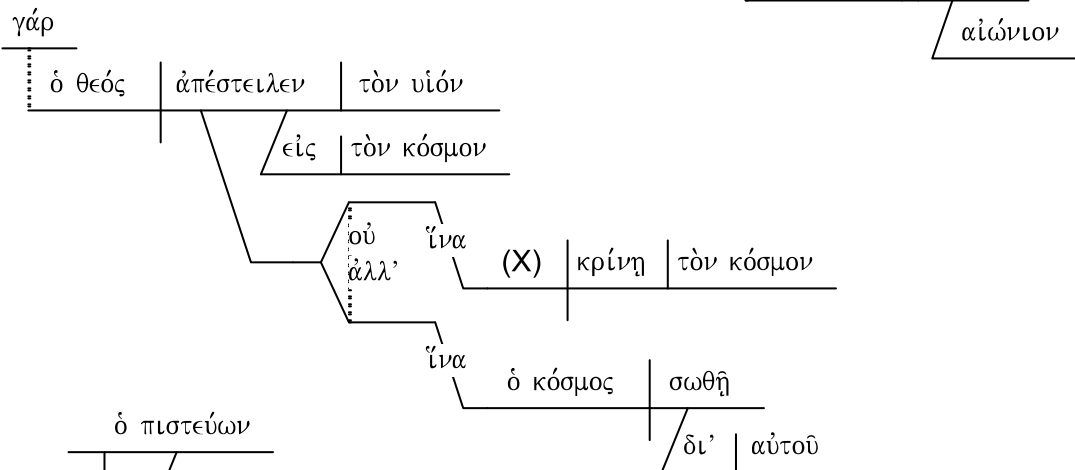 γάρ
αἰώνιον
ὁ θεός ἀπέστειλεν τὸν υἱόν
εἰς τὸν κόσμον
οὐ ἵνα
(X) κρίνῃ τὸν κόσμον
ἀλλ’
ἵνα
ὁ κόσμος σωθῇ
ὁ πιστεύων
δι’ αὐτοῦ